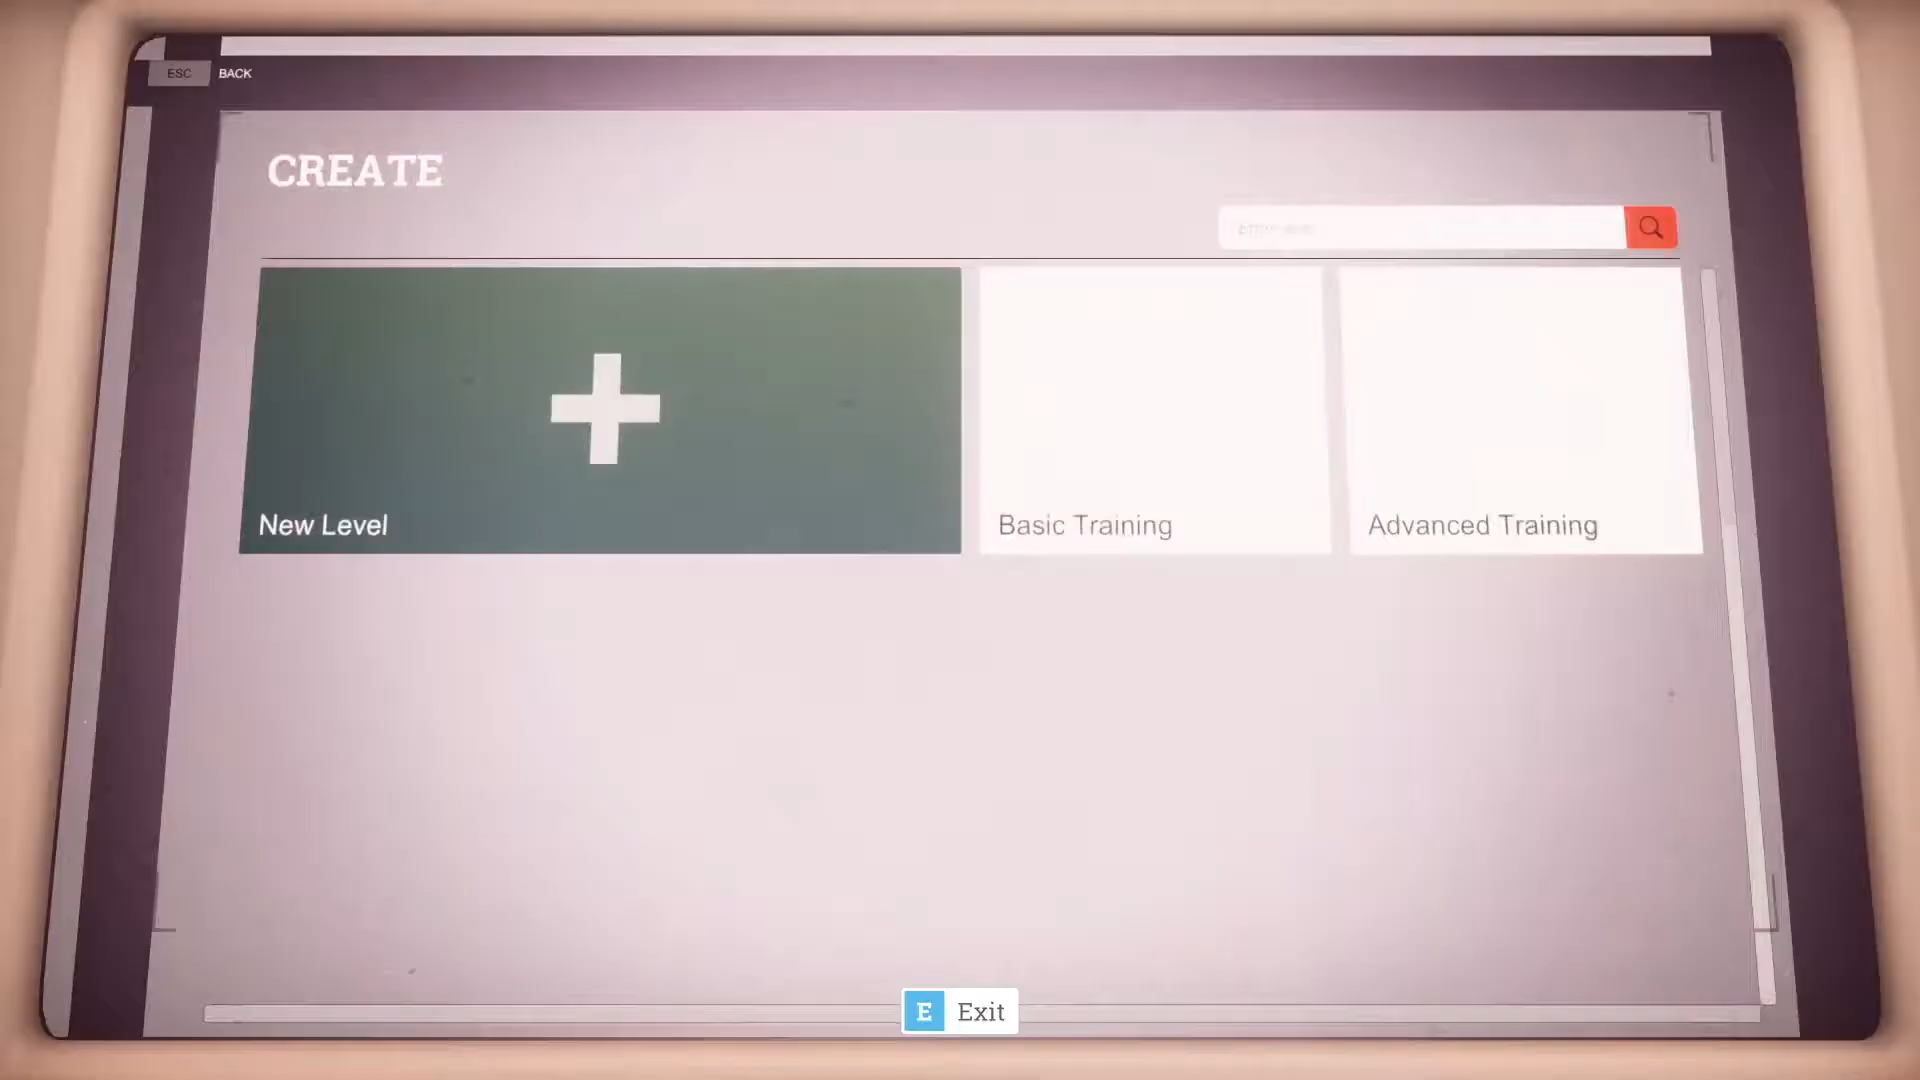 ESC BACK
CREATE
New Level
Basic Training
Advanced Training
E Exit